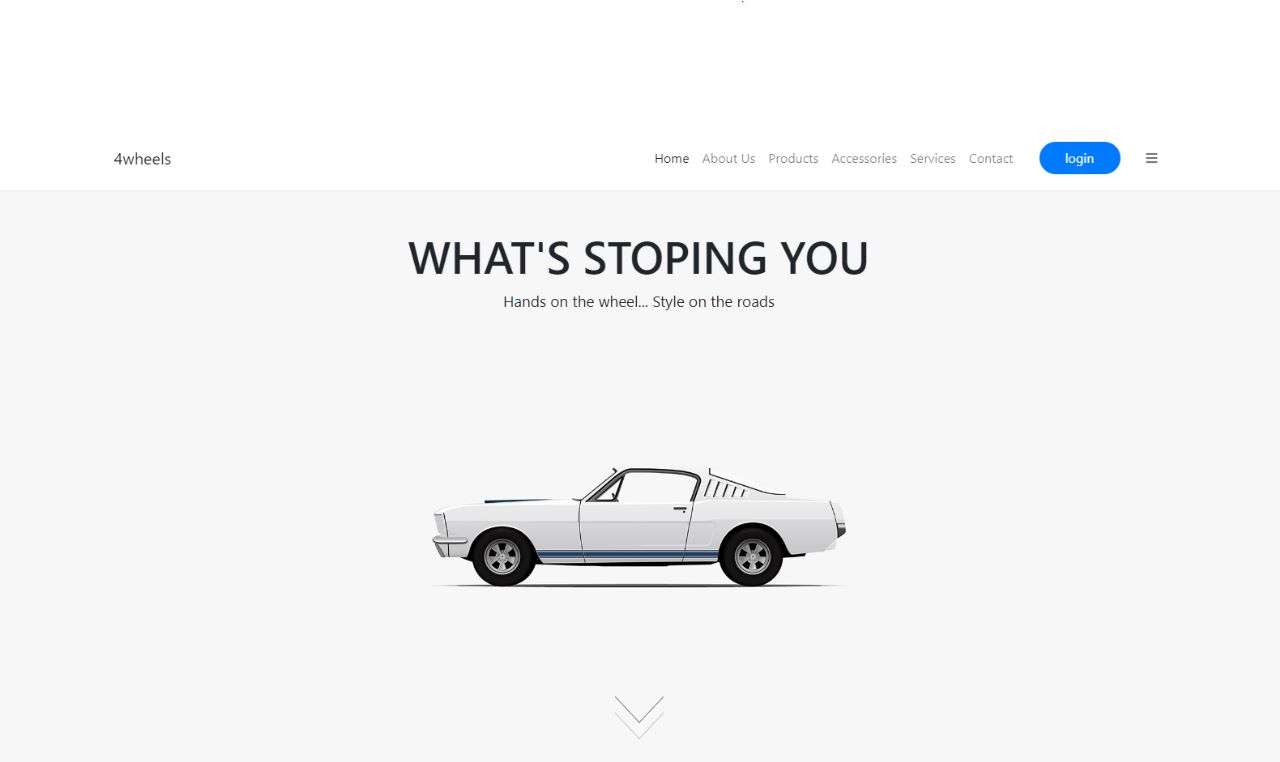 4wheels
Home About Us Products Accessories Services Contact login
WHAT'S STOPING YOU
Hands on the wheel... Style on the roads